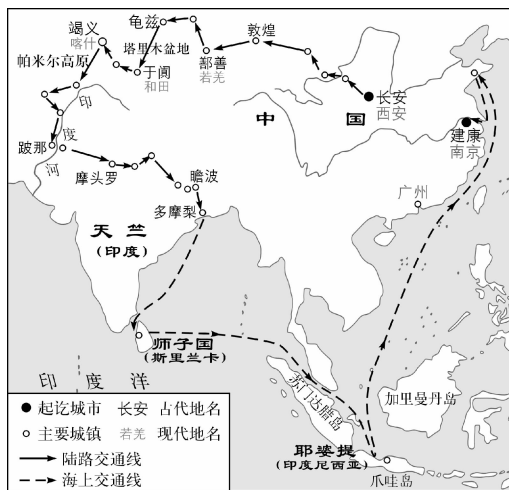 龟兹
敦煌
竭义
喀什
塔里木盆地
鄯善
若羌
帕米尔高原
于阗
和田
长安
西安
印
度
河
中 国
建康
南京
跋那
摩头罗
瞻波
多摩梨
广州
天竺
(印度)
师子国
(斯里兰卡)
印度洋
苏门达腊岛
加里曼丹岛
耶婆提
(印度尼西亚)
爪哇岛
起讫城市 长安 古代地名
主要城镇 若羌 现代地名
陆路交通线
海上交通线